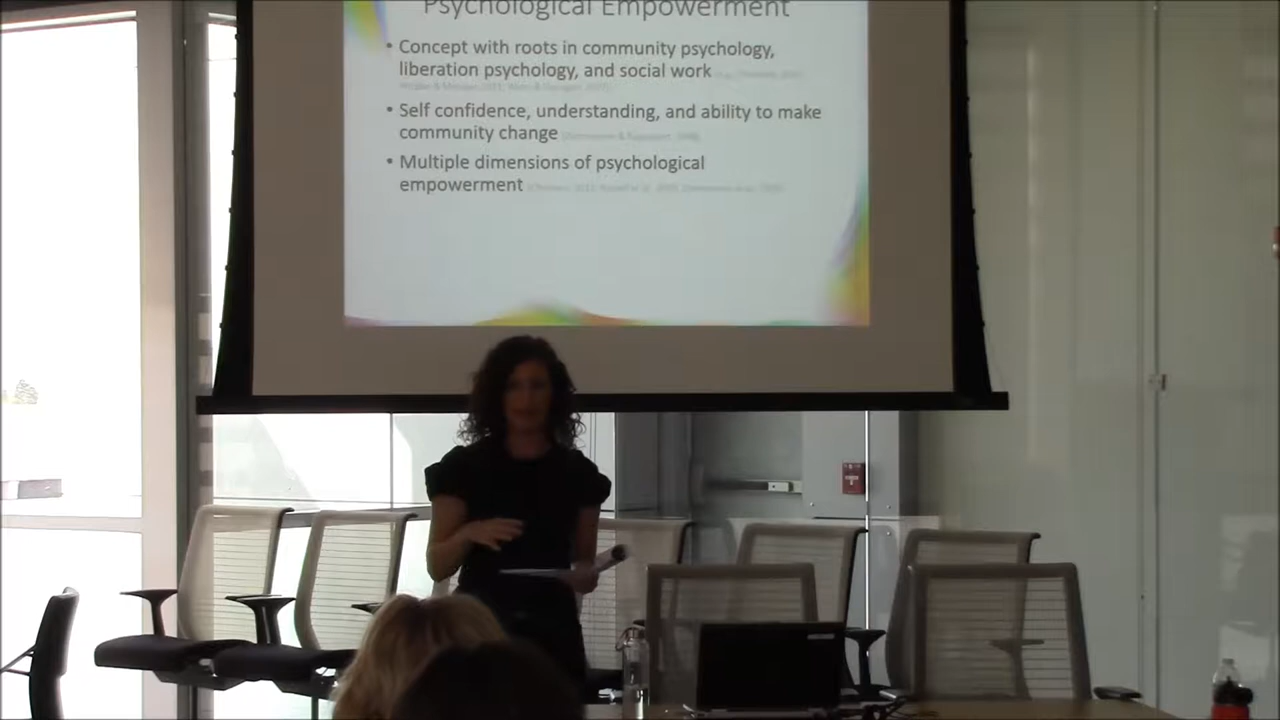 Psychological Empowerment
• Concept with roots in community psychology,
liberation psychology, and social work
• Self confidence, understanding, and ability to make
community change
• Multiple dimensions of psychological
empowerment